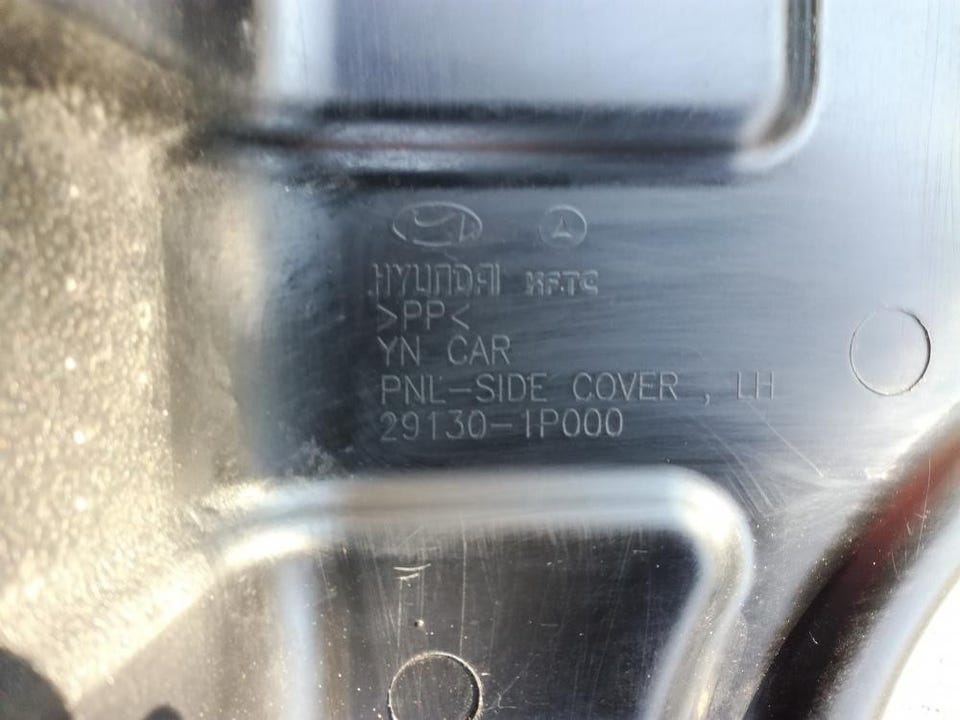 HYUNDAI KFTC
>PP<
YN CAR
PNL-SIDE COVER , LH
29130-1P000